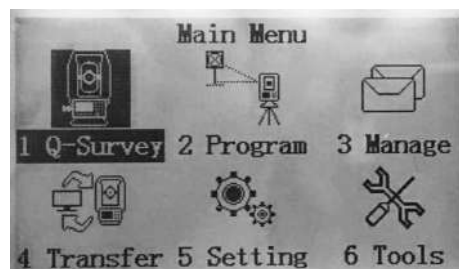 Main Menu
1 Q-Survey 2 Program 3 Manage
4 Transfer 5 Setting 6 Tools